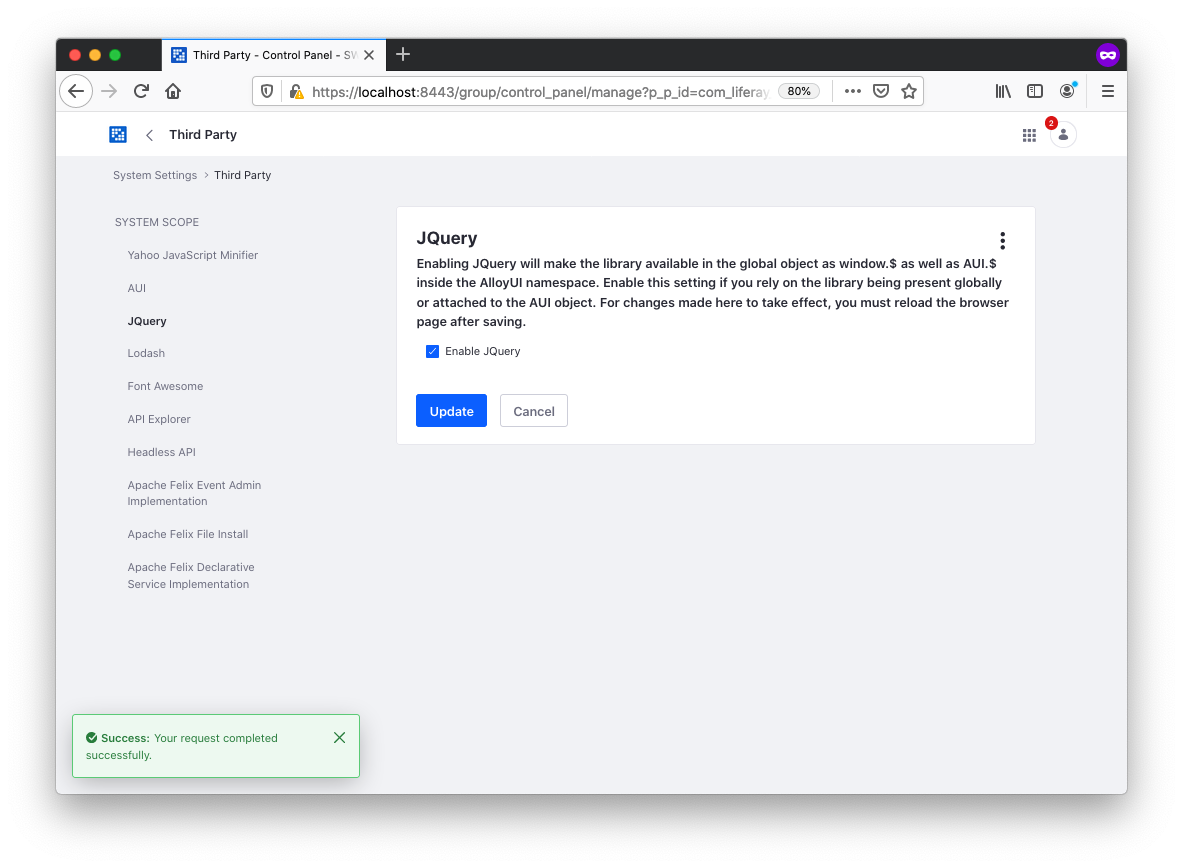 Third Party - Control Panel - SW
https://localhost:8443/group/control_panel/manage?p_p_id=com_liferay
80%
Third Party
2
System Settings > Third Party
SYSTEM SCOPE
Yahoo JavaScript Minifier
AUI
JQuery
Lodash
Font Awesome
API Explorer
Headless API
Apache Felix Event Admin
Implementation
Apache Felix File Install
Apache Felix Declarative
Service Implementation
JQuery
Enabling JQuery will make the library available in the global object as window.$ as well as AUI.$
inside the AlloyUI namespace. Enable this setting if you rely on the library being present globally
or attached to the AUI object. For changes made here to take effect, you must reload the browser
page after saving.
Enable JQuery
Update
Cancel
Success: Your request completed
successfully.